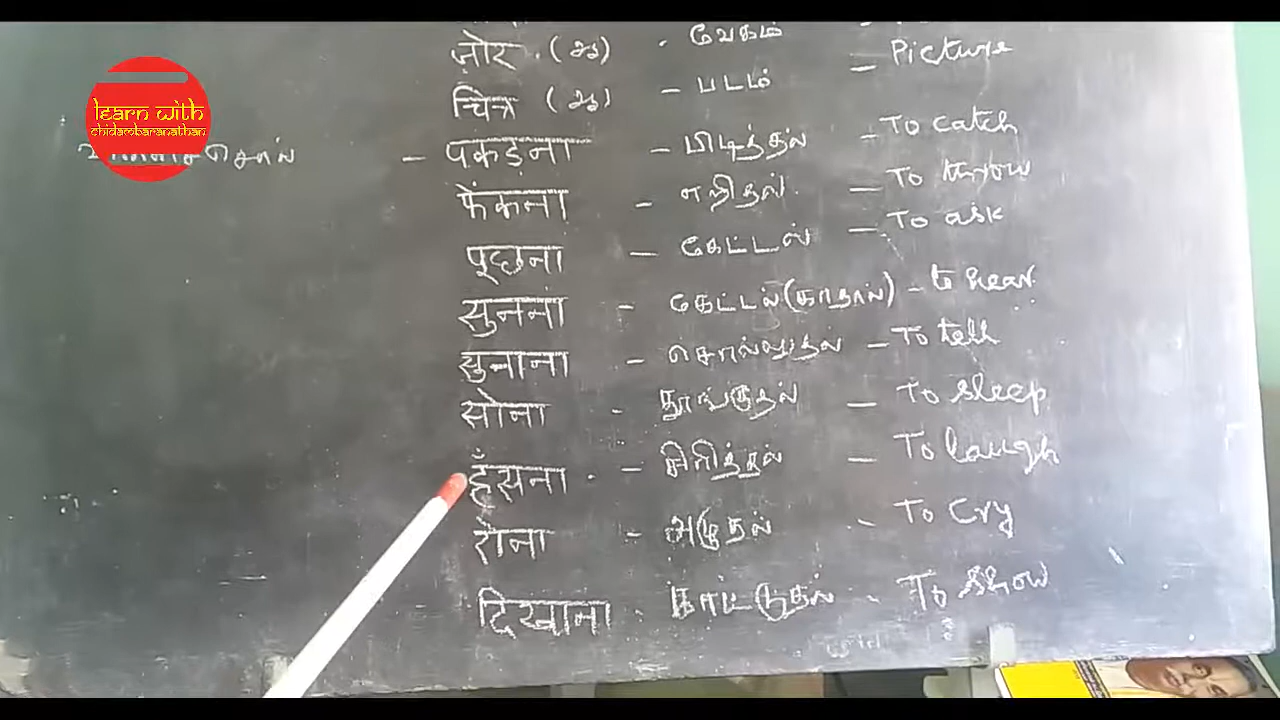 learn with
chidambaranathan
ज़ोर (அ) - வேகம்
चित्र (அ) - படம் - Picture
पकड़ना - பிடித்தல் - To catch
फेंकना - எறிதல் - To throw
पूछना - கேட்டல் - To ask
सुनना - கேட்டல் (காதால்) - to hear
सुनाना - சொல்லுதல் - To tell
सोना - தூங்குதல் - To sleep
हँसना - சிரித்தல் - To laugh
रोना - அழுதல் - To Cry
दिखाना - காட்டுதல் - To show